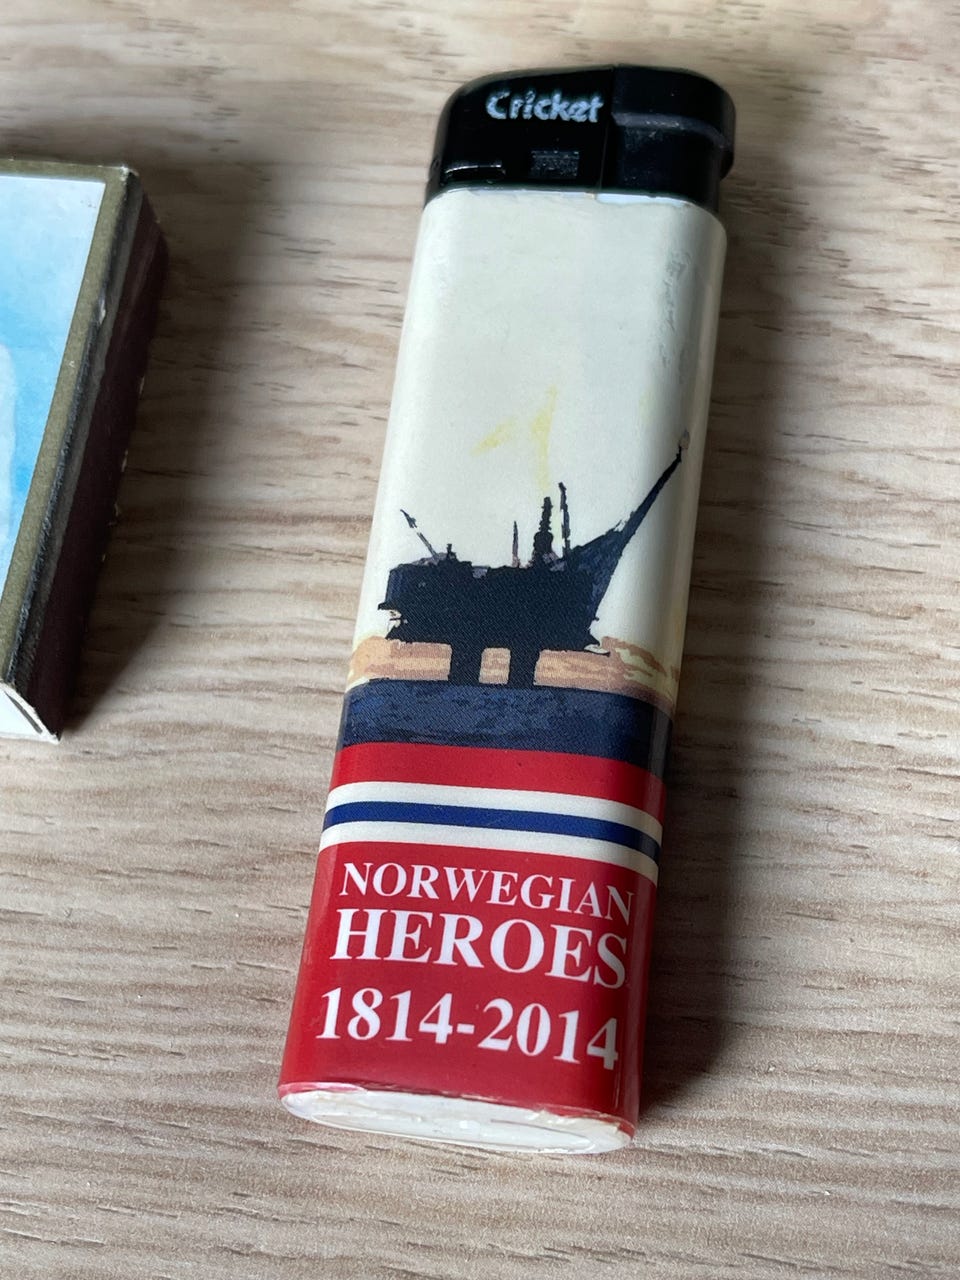 Cricket
NORWEGIAN
HEROES
1814-2014